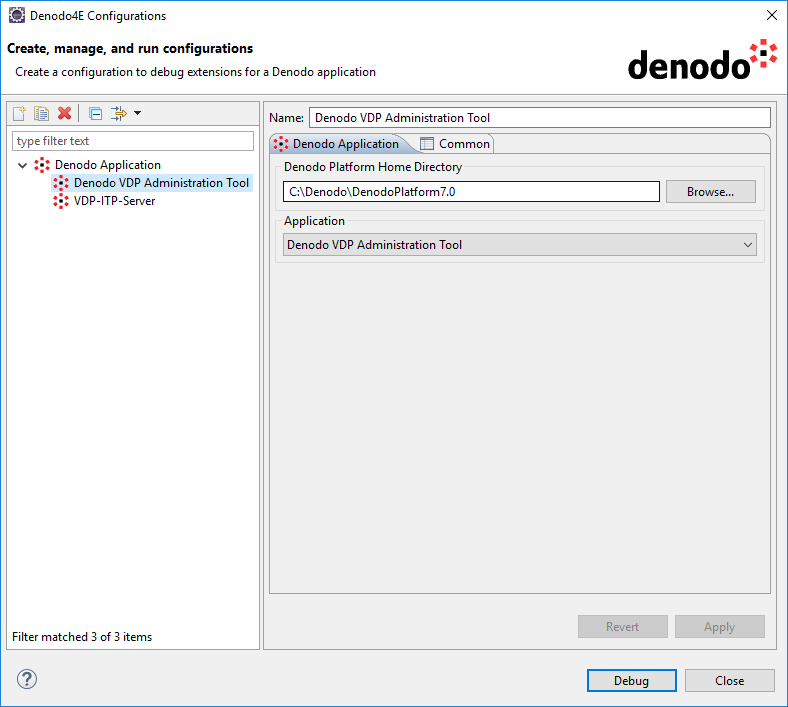 Denodo4E Configurations
Create, manage, and run configurations
Create a configuration to debug extensions for a Denodo application
denodo
type filter text
Denodo Application
Denodo VDP Administration Tool
VDP-ITP-Server
Filter matched 3 of 3 items
Name: Denodo VDP Administration Tool
Denodo Application Common
Denodo Platform Home Directory
C:\Denodo\DenodoPlatform7.0 Browse...
Application
Denodo VDP Administration Tool
Revert Apply
? Debug Close